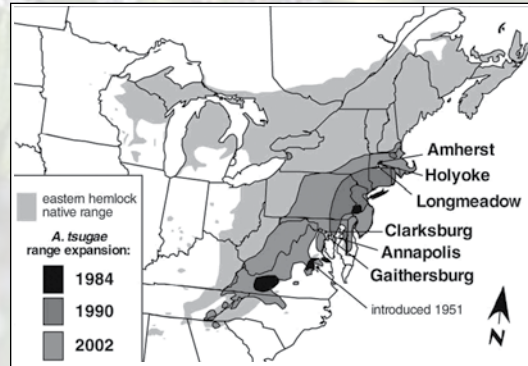 Amherst
Holyoke
Longmeadow
Clarksburg
Annapolis
Gaithersburg
introduced 1951
N
eastern hemlock
native range
A. tsugae
range expansion:
1984
1990
2002